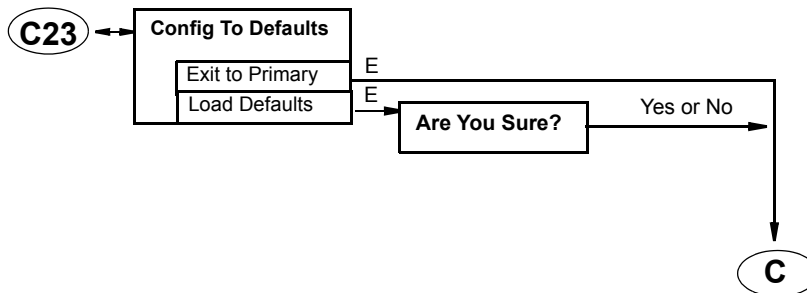 C23
Config To Defaults
Exit to Primary
E
Load Defaults
E
Are You Sure?
Yes or No
C